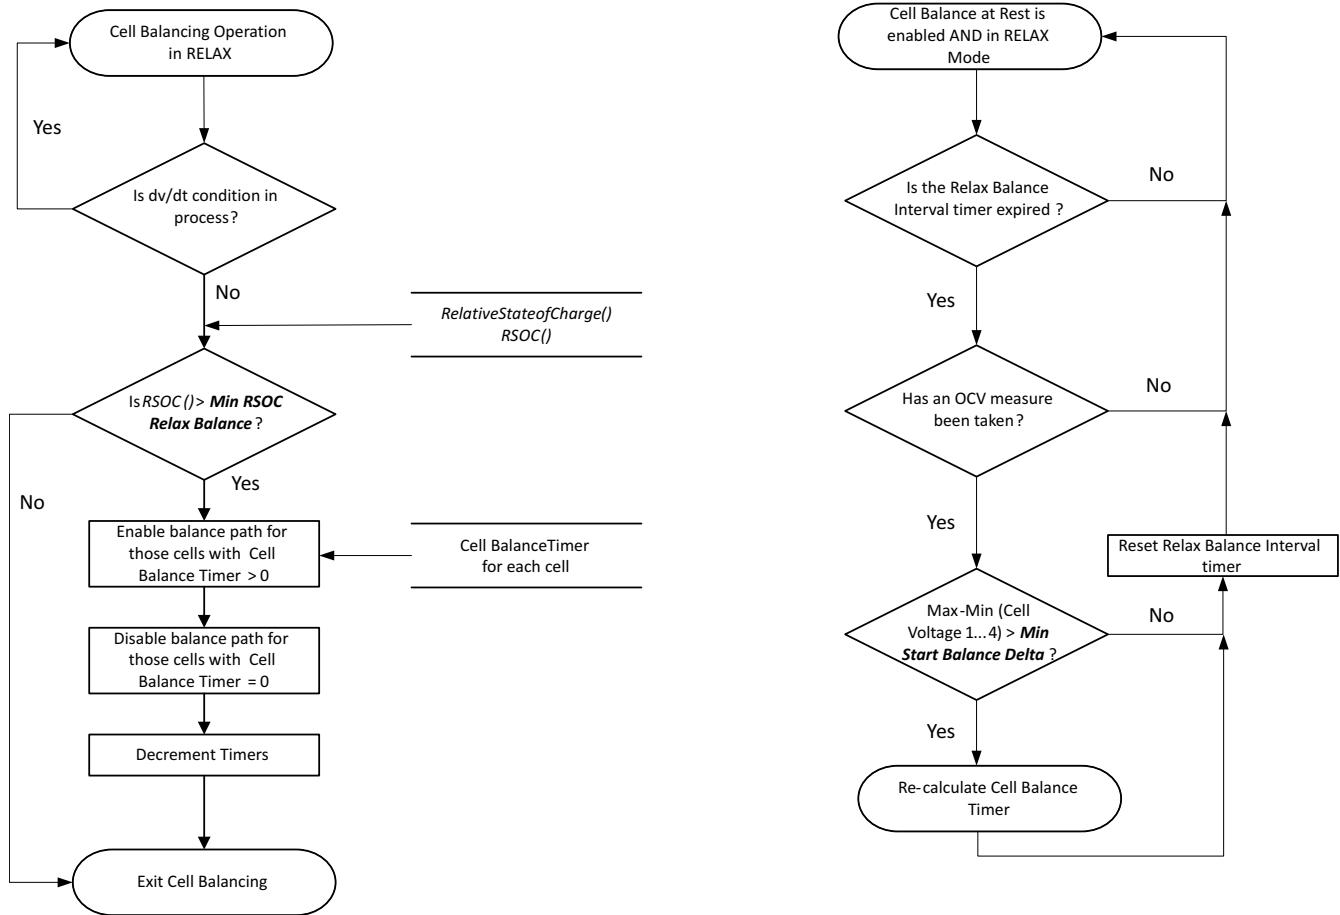 Cell Balancing Operation
in RELAX
Yes
Is dv/dt condition in
process?
No
RelativeStateofCharge()
RSOC()
Is RSOC() > Min RSOC
Relax Balance ?
No
Yes
Enable balance path for
those cells with Cell
Balance Timer > 0
Cell BalanceTimer
for each cell
Disable balance path for
those cells with Cell
Balance Timer = 0
Decrement Timers
Exit Cell Balancing
Cell Balance at Rest is
enabled AND in RELAX
Mode
Is the Relax Balance
Interval timer expired ?
No
Yes
Has an OCV measure
been taken?
No
Yes
Reset Relax Balance Interval
timer
Max-Min (Cell
Voltage 1...4) > Min
Start Balance Delta ?
No
Yes
Re-calculate Cell Balance
Timer